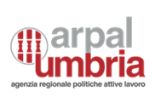 arpal
umbria
agenzia regionale politiche attive lavoro